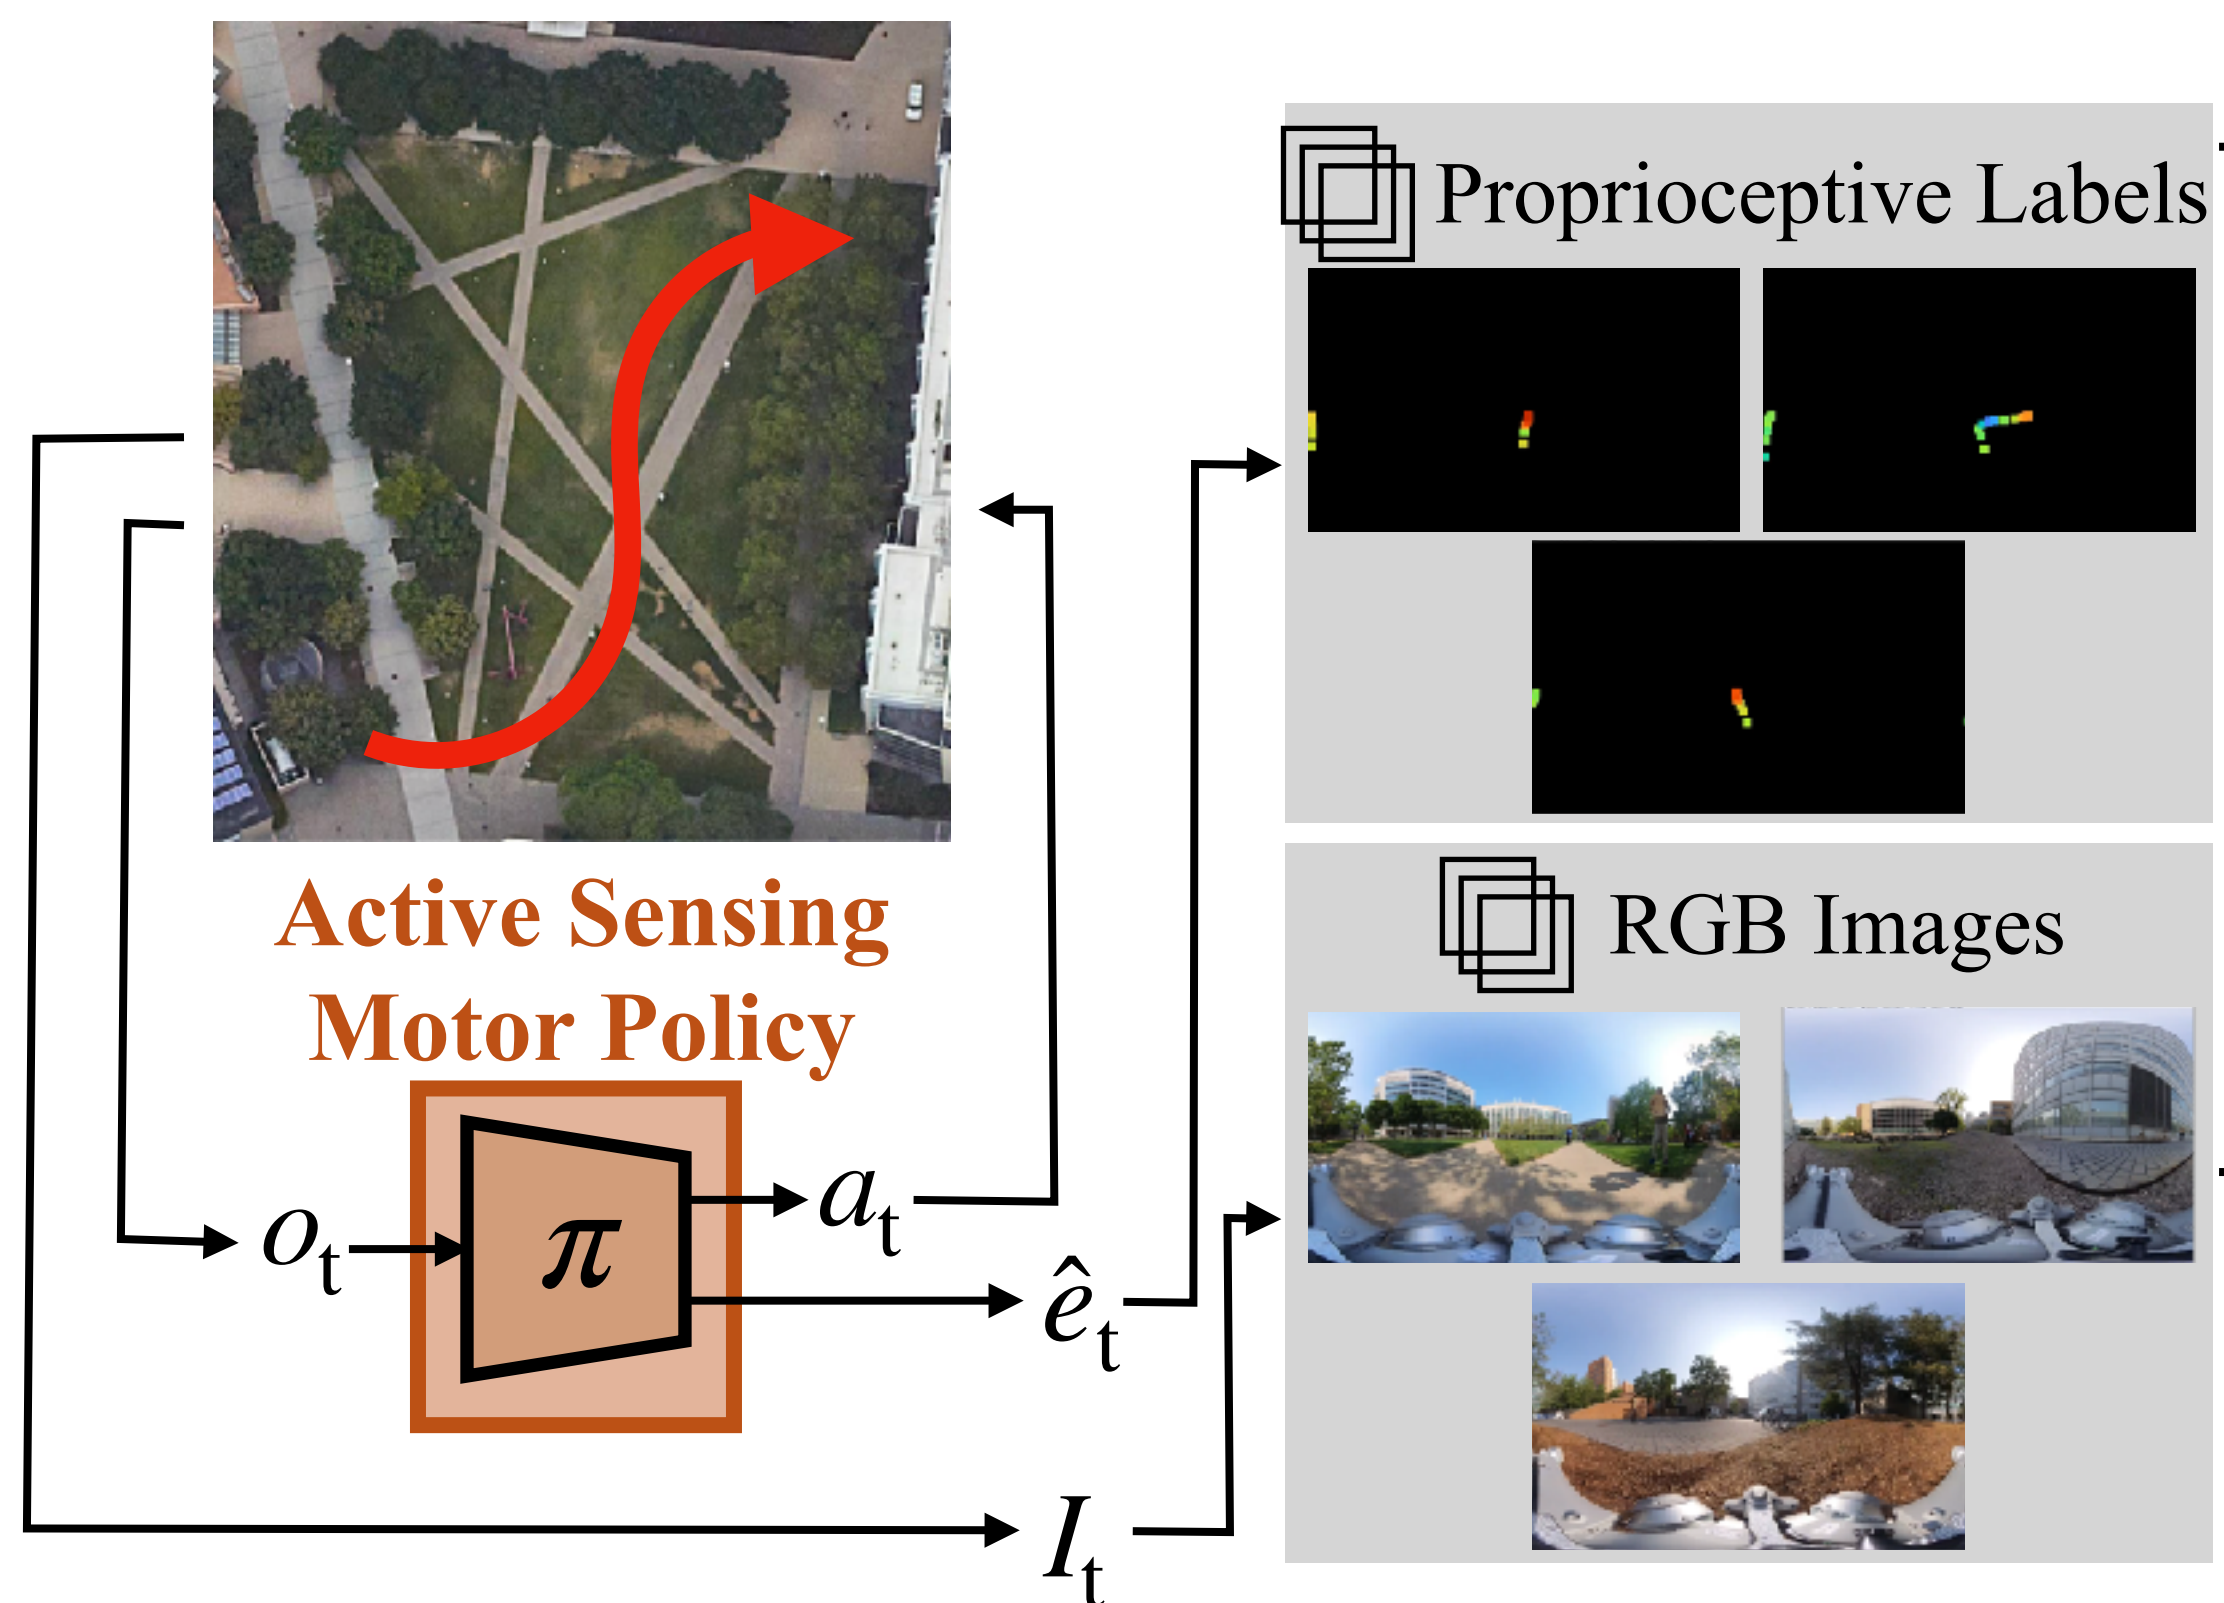 Proprioceptive Labels
Active Sensing
Motor Policy
RGB Images
o_t
π
a_t
ê_t
I_t